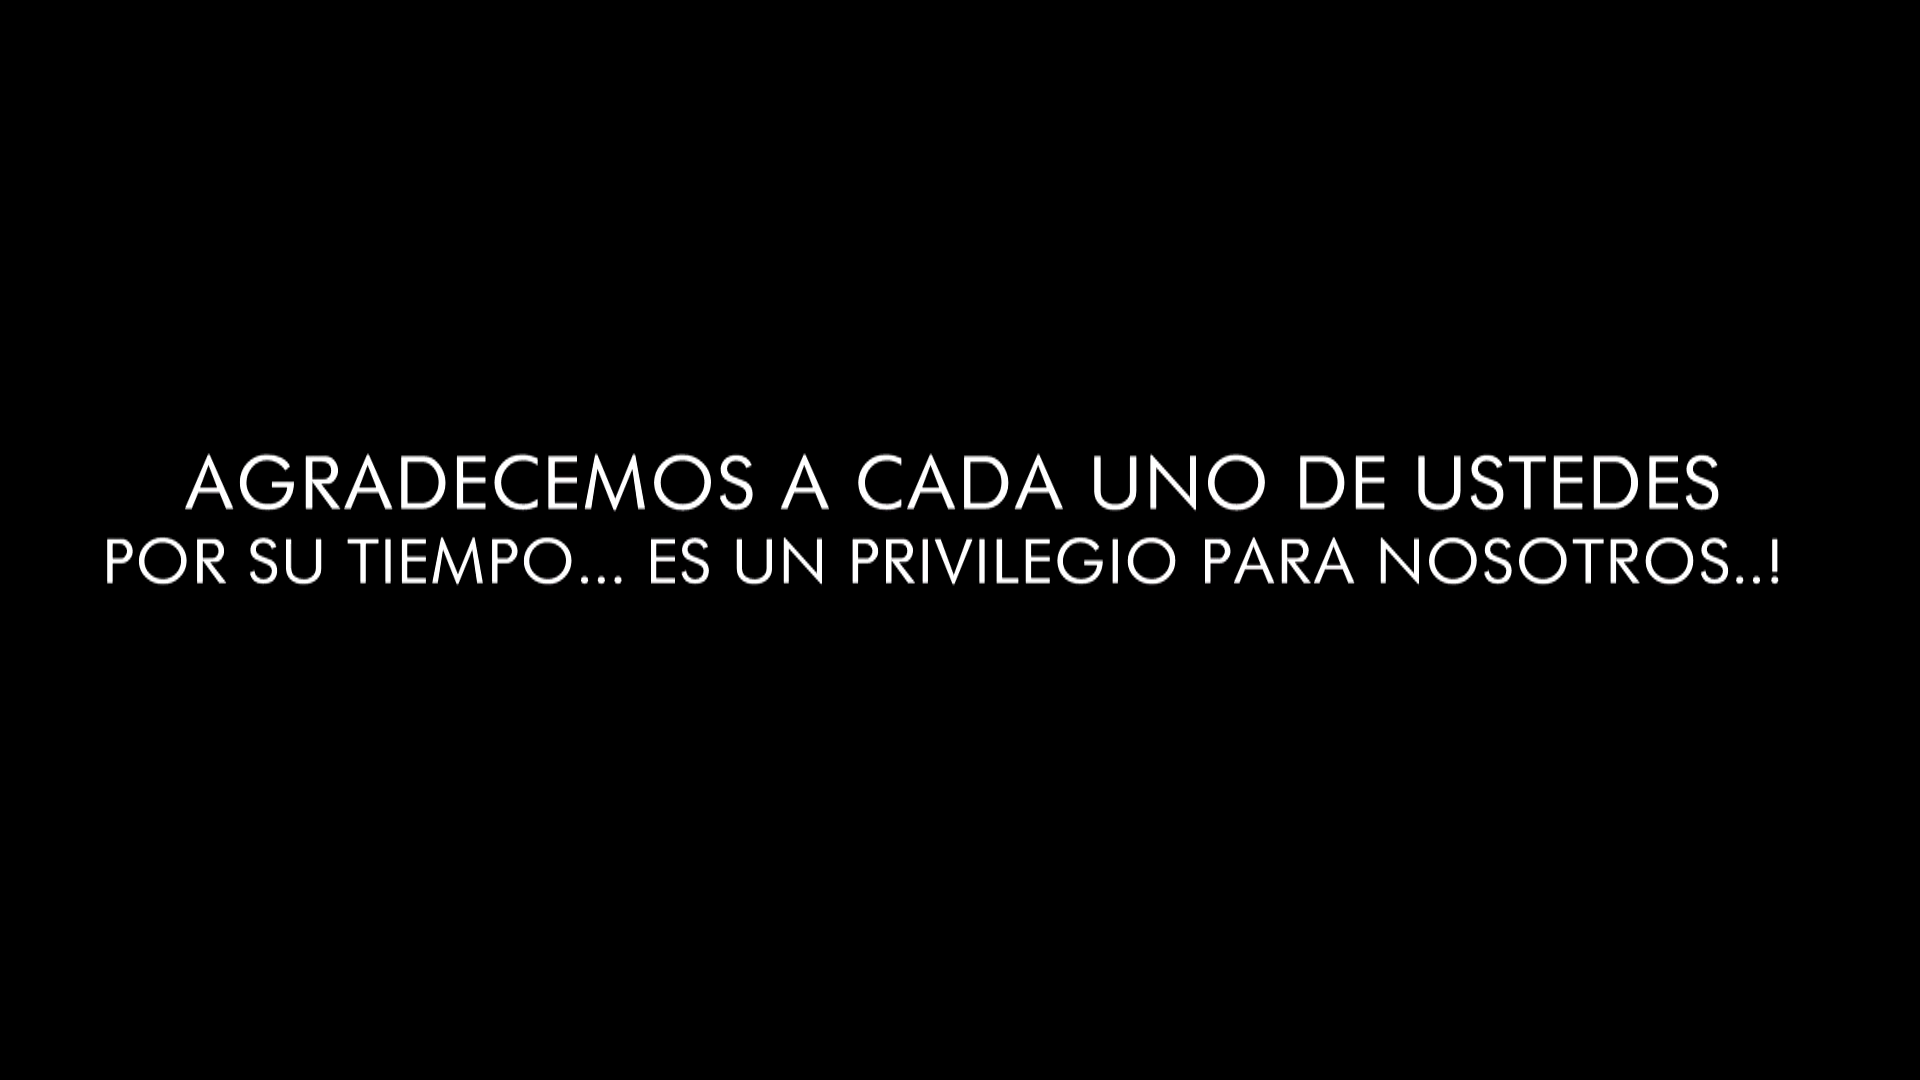 AGRADECEMOS A CADA UNO DE USTEDES
POR SU TIEMPO... ES UN PRIVILEGIO PARA NOSOTROS..!